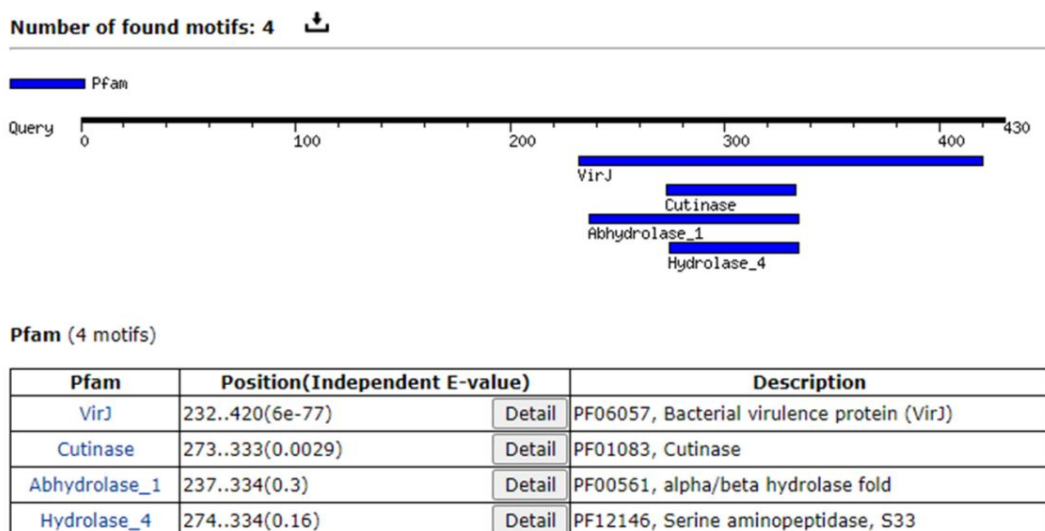 Number of found motifs: 4
Pfam
Query
0 100 200 300 400 430
VirJ
Cutinase
Abhydrolase_1
Hydrolase_4
Pfam (4 motifs)
Pfam Position(Independent E-value) Description
VirJ 232..420(6e-77) Detail PF06057, Bacterial virulence protein (VirJ)
Cutinase 273..333(0.0029) Detail PF01083, Cutinase
Abhydrolase_1 237..334(0.3) Detail PF00561, alpha/beta hydrolase fold
Hydrolase_4 274..334(0.16) Detail PF12146, Serine aminopeptidase, S33